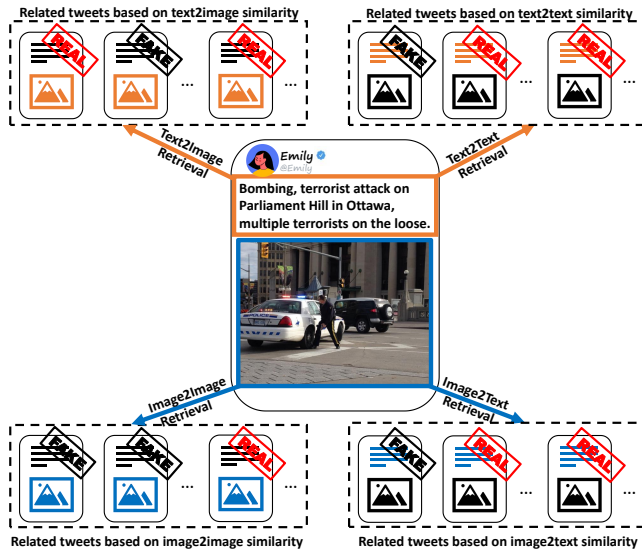 Related tweets based on text2image similarity
Related tweets based on text2text similarity
REAL
FAKE
REAL
FAKE
REAL
REAL
...
...
...
...
Text2Image
Retrieval
Text2Text
Retrieval
Emily
@Emily
Bombing, terrorist attack on
Parliament Hill in Ottawa,
multiple terrorists on the loose.
Image2Image
Retrieval
Image2Text
Retrieval
FAKE
FAKE
REAL
FAKE
REAL
REAL
...
...
...
...
Related tweets based on image2image similarity
Related tweets based on image2text similarity